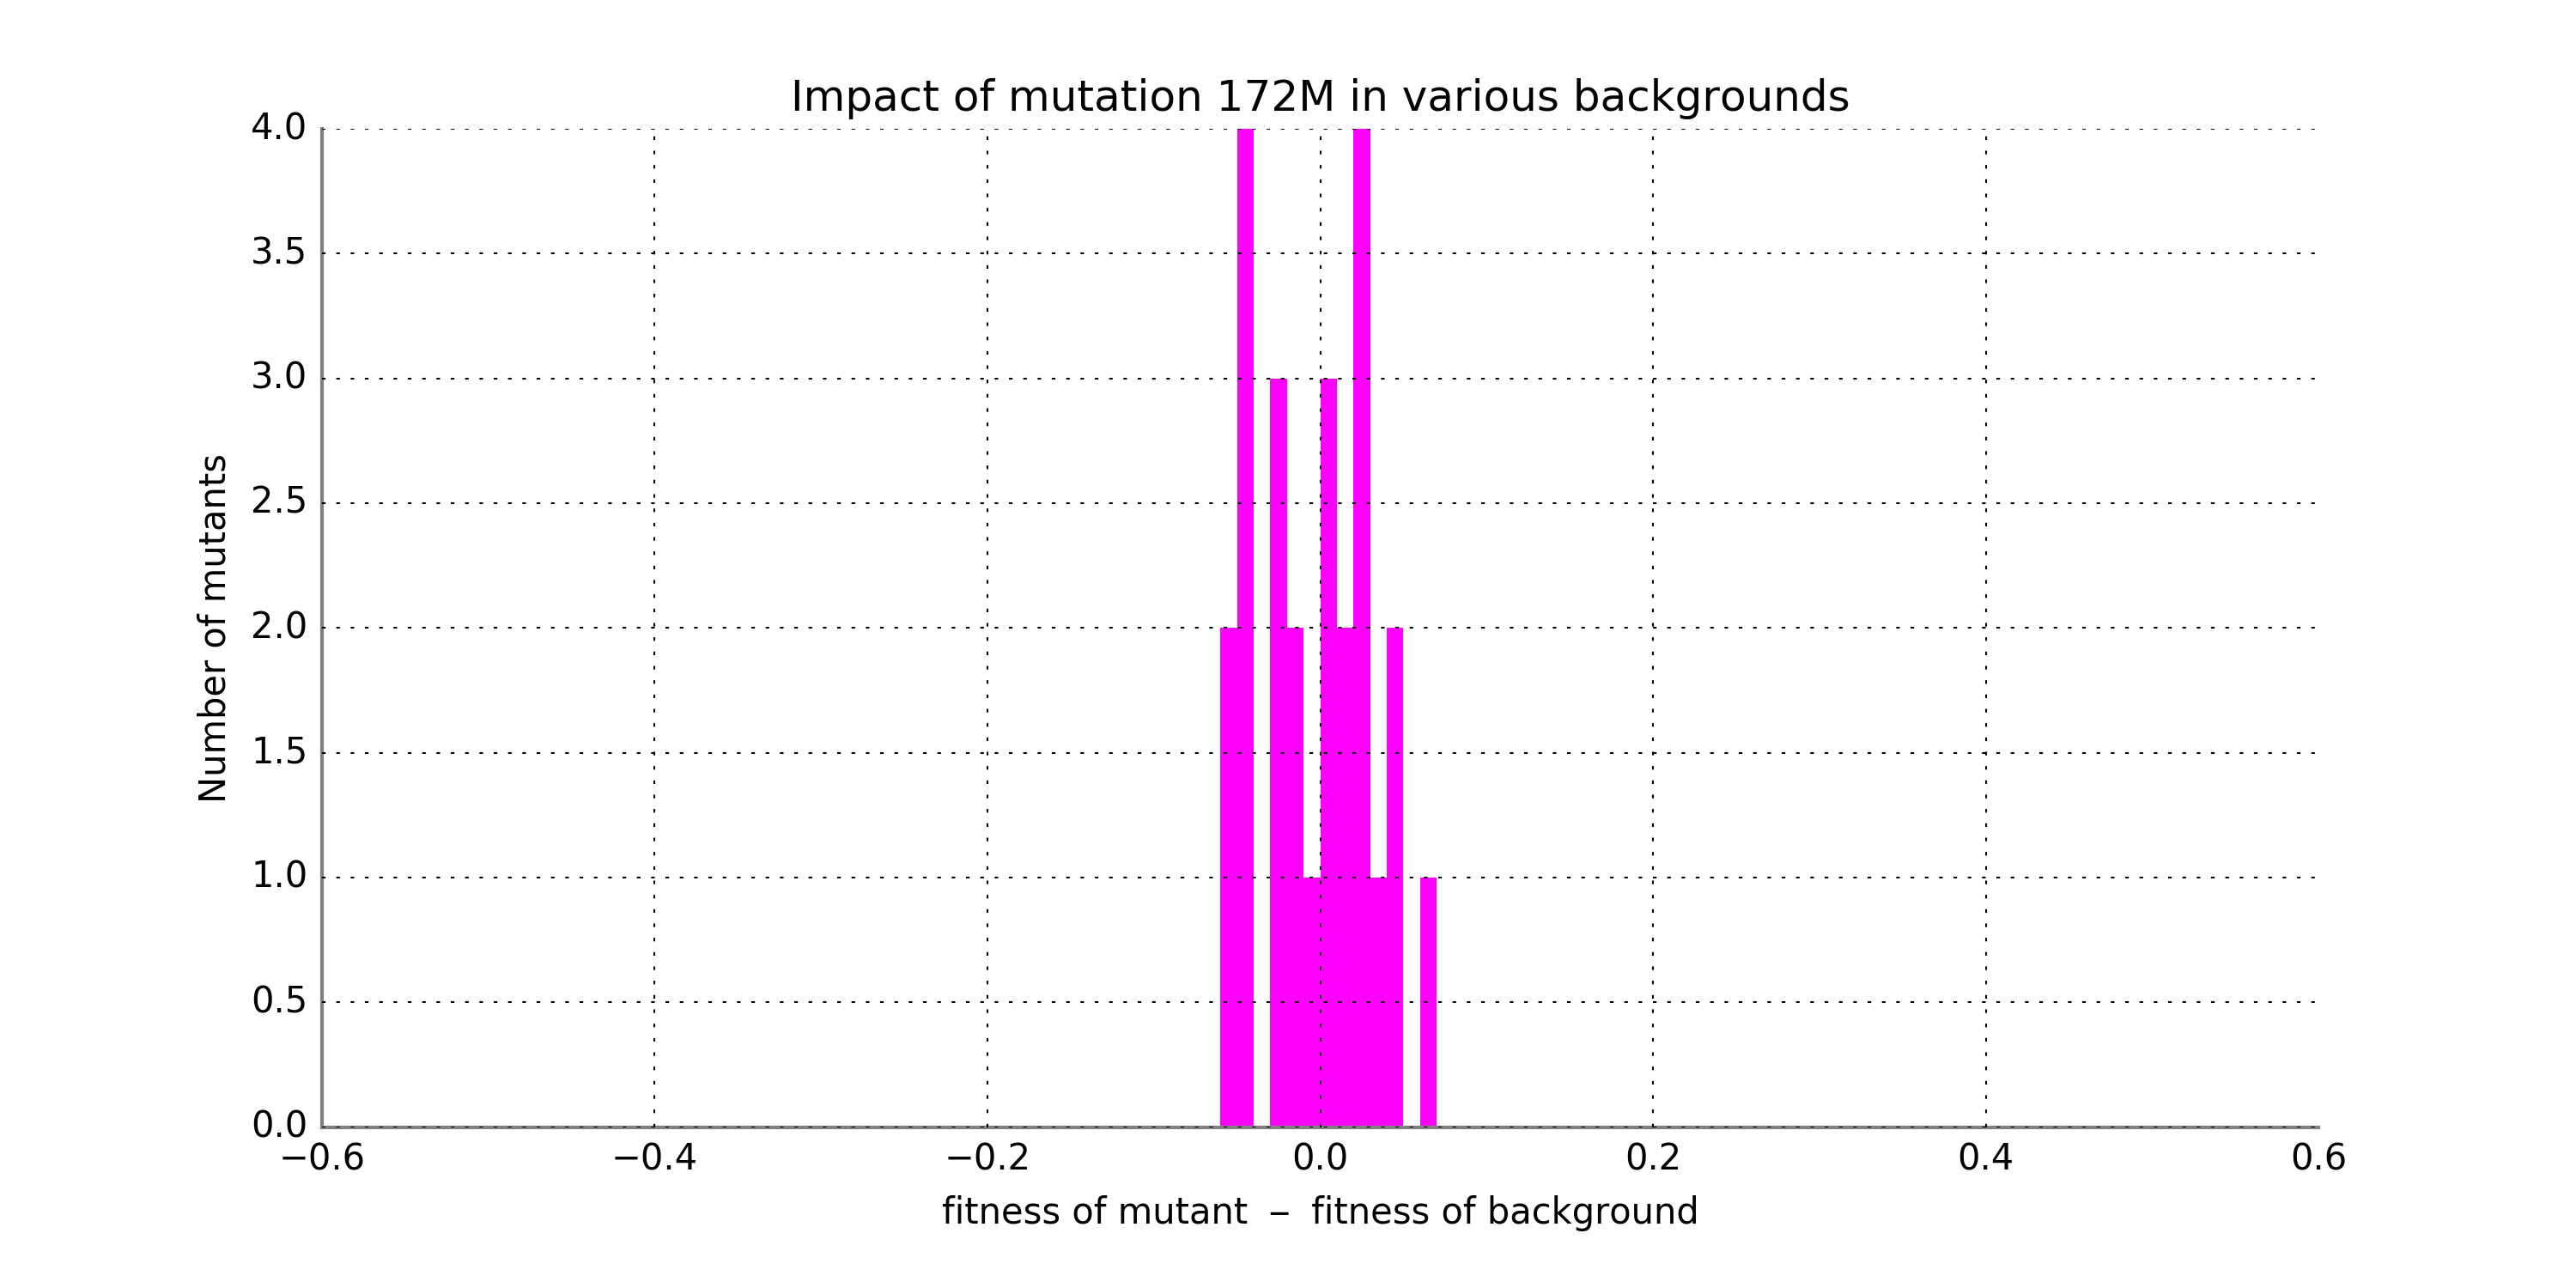 Impact of mutation 172M in various backgrounds
4.0
3.5
3.0
2.5
2.0
1.5
1.0
0.5
0.0
Number of mutants
−0.6 −0.4 −0.2 0.0 0.2 0.4 0.6
fitness of mutant − fitness of background